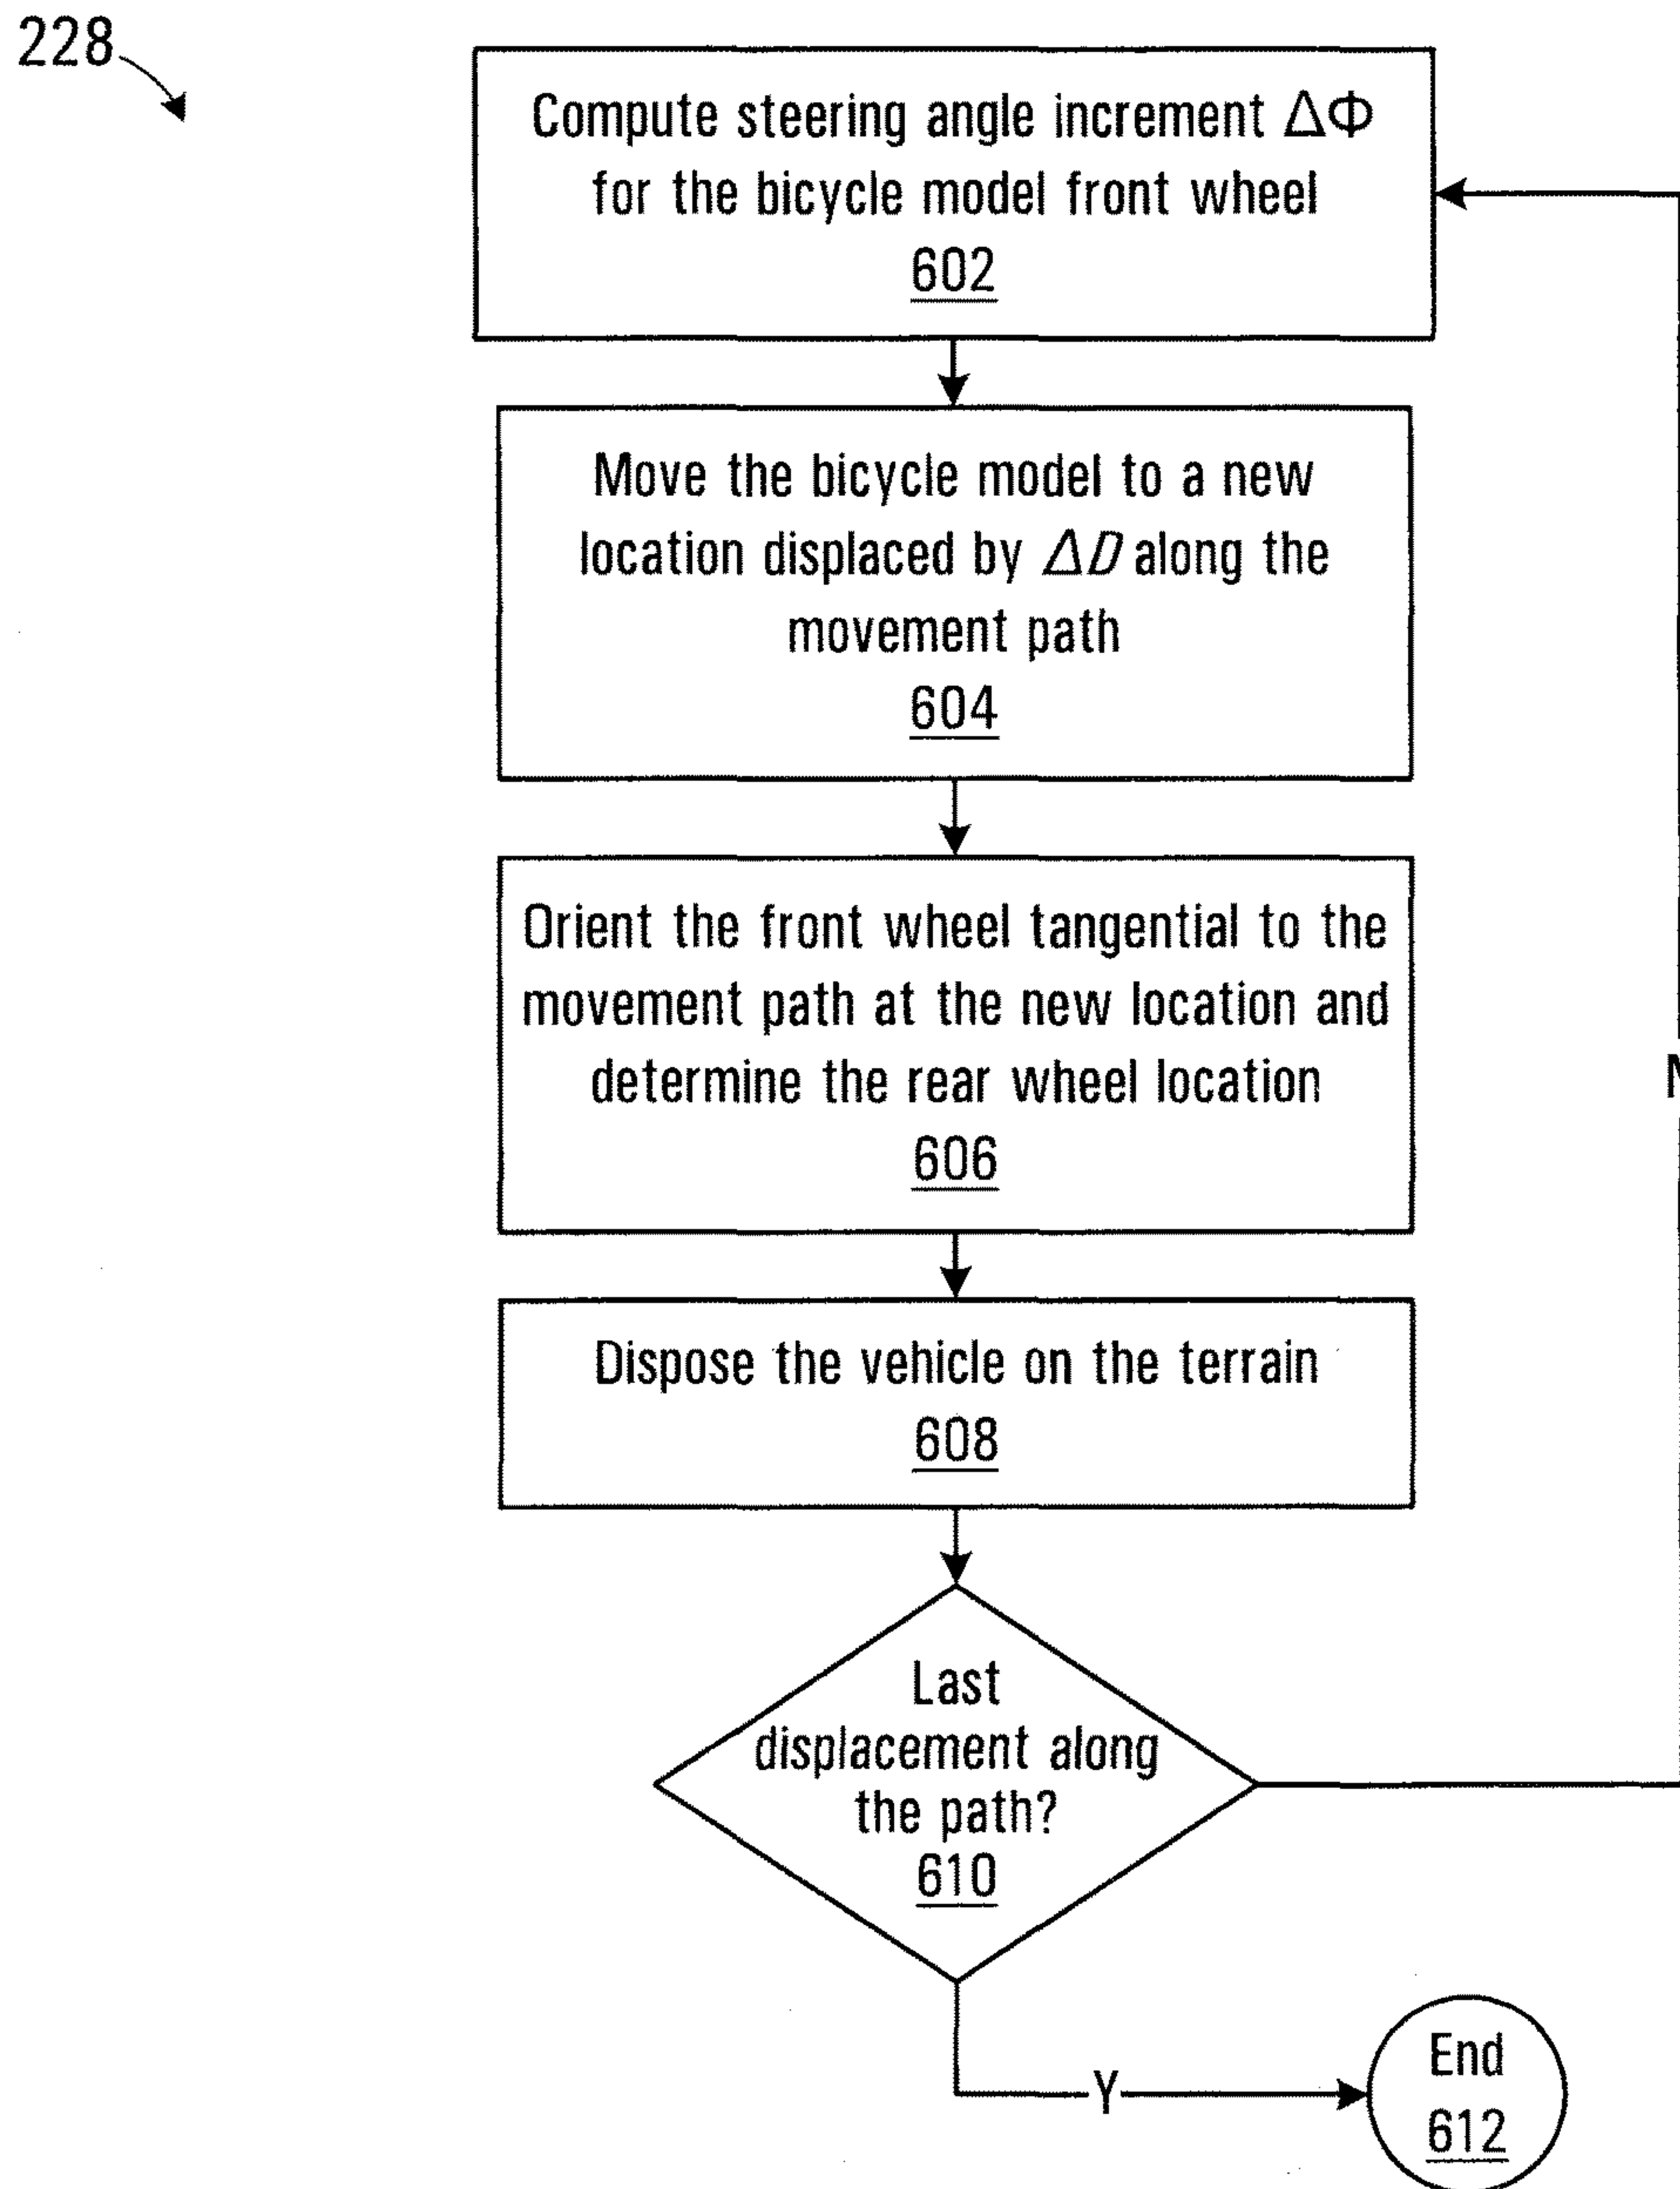 228
Compute steering angle increment ΔΦ
for the bicycle model front wheel
602
Move the bicycle model to a new
location displaced by ΔD along the
movement path
604
Orient the front wheel tangential to the
movement path at the new location and
determine the rear wheel location
606
Dispose the vehicle on the terrain
608
Last
displacement along
the path?
610
Y
End
612